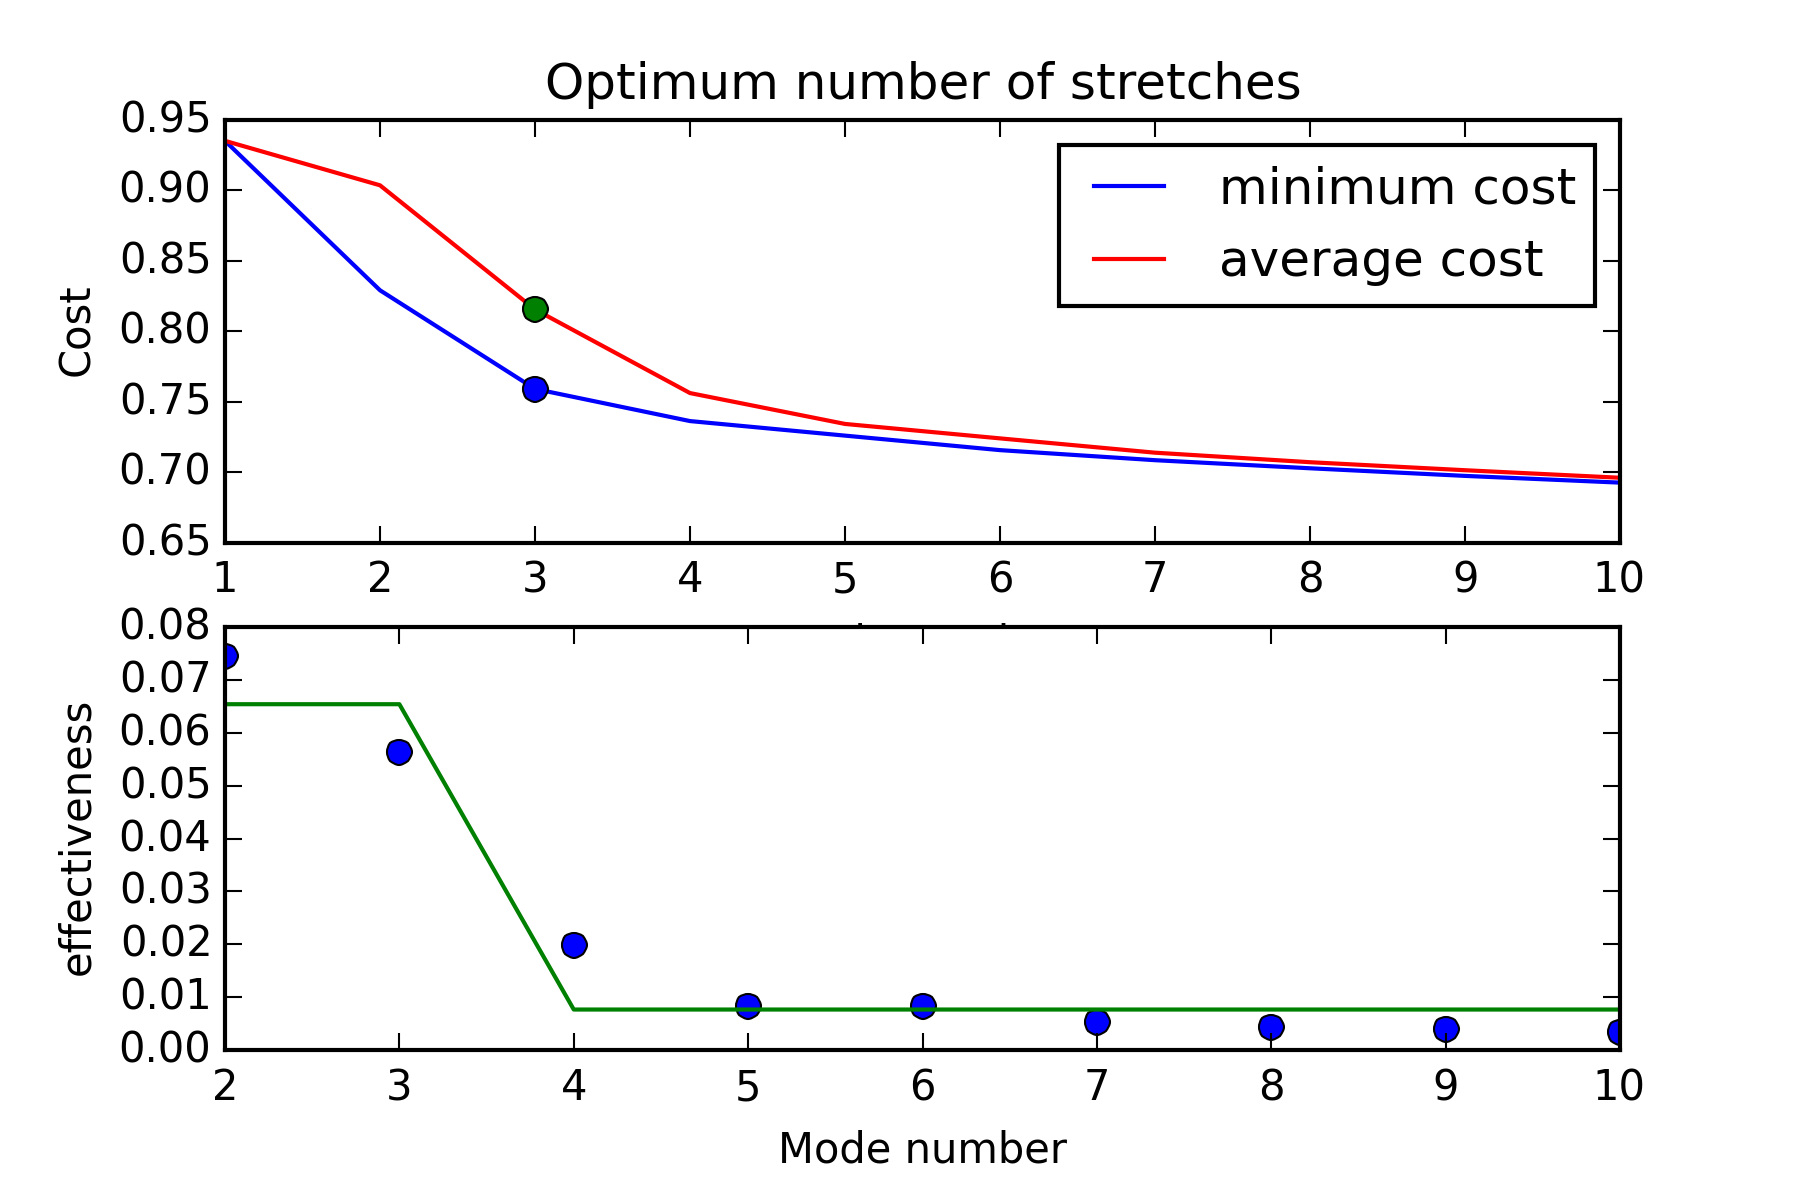 Optimum number of stretches
0.95
0.90
0.85
0.80
0.75
0.70
0.65
Cost
minimum cost
average cost
1 2 3 4 5 6 7 8 9 10
0.08
0.07
0.06
0.05
0.04
0.03
0.02
0.01
0.00
effectiveness
2 3 4 5 6 7 8 9 10
Mode number